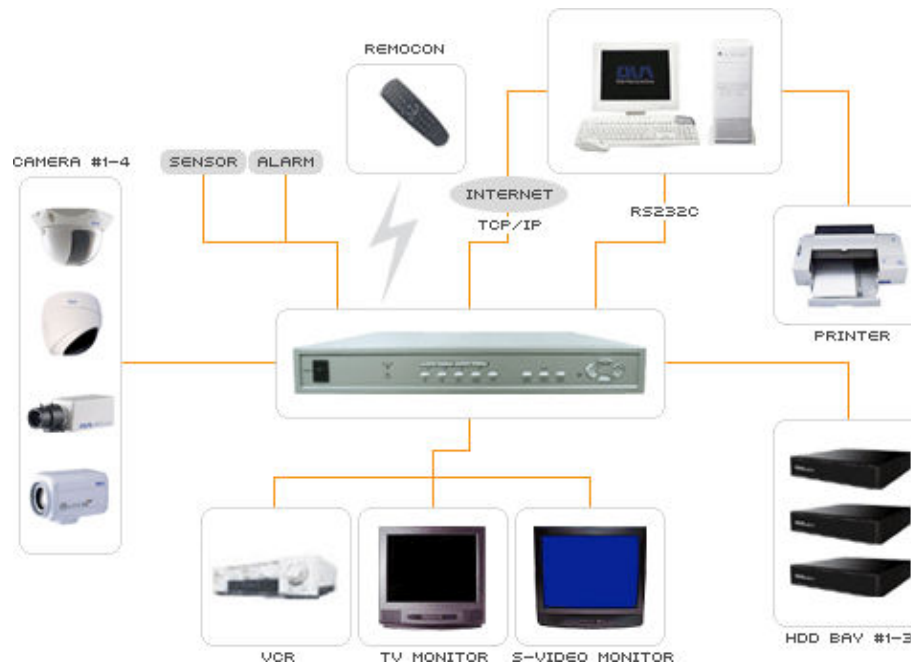 REMOCON
CAMERA #1-4
SENSOR
ALARM
INTERNET
TCP/IP
RS232C
PRINTER
HDD BAY #1-3
VCR
TV MONITOR
S-VIDEO MONITOR